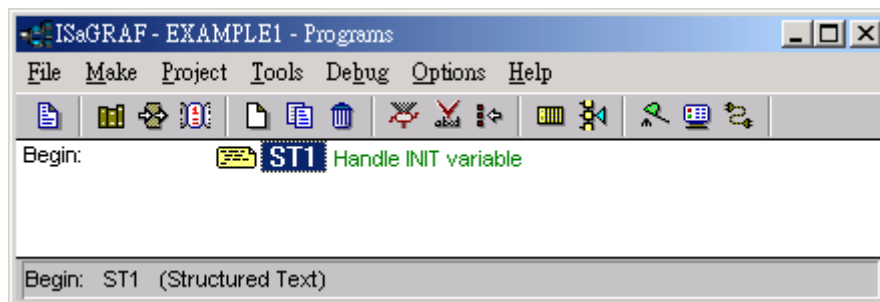 ISaGRAF - EXAMPLE1 - Programs
File Make Project Tools Debug Options Help
Begin: ST1 Handle INIT variable
Begin: ST1 (Structured Text)